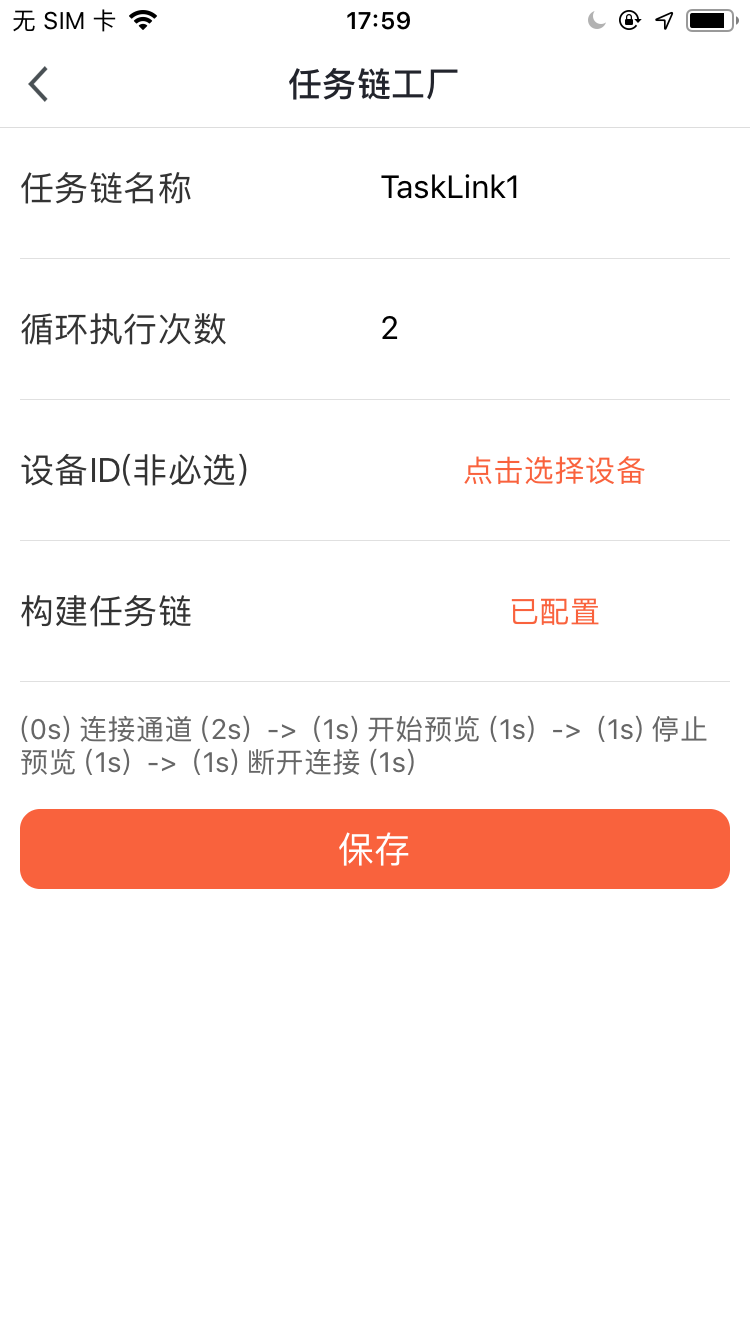 无 SIM 卡
17:59
任务链工厂
任务链名称
TaskLink1
循环执行次数
2
设备ID(非必选)
点击选择设备
构建任务链
已配置
(0s) 连接通道 (2s) -> (1s) 开始预览 (1s) -> (1s) 停止
预览 (1s) -> (1s) 断开连接 (1s)
保存